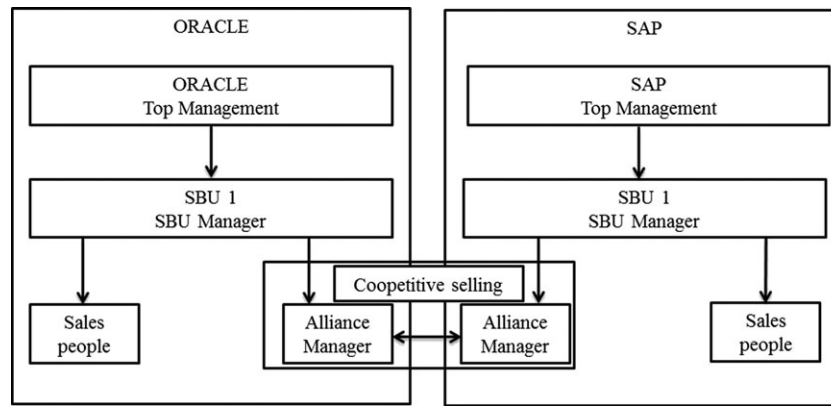 ORACLE
ORACLE
Top Management
SBU 1
SBU Manager
Sales
people
Coopetitive selling
Alliance
Manager
SAP
SAP
Top Management
SBU 1
SBU Manager
Alliance
Manager
Sales
people